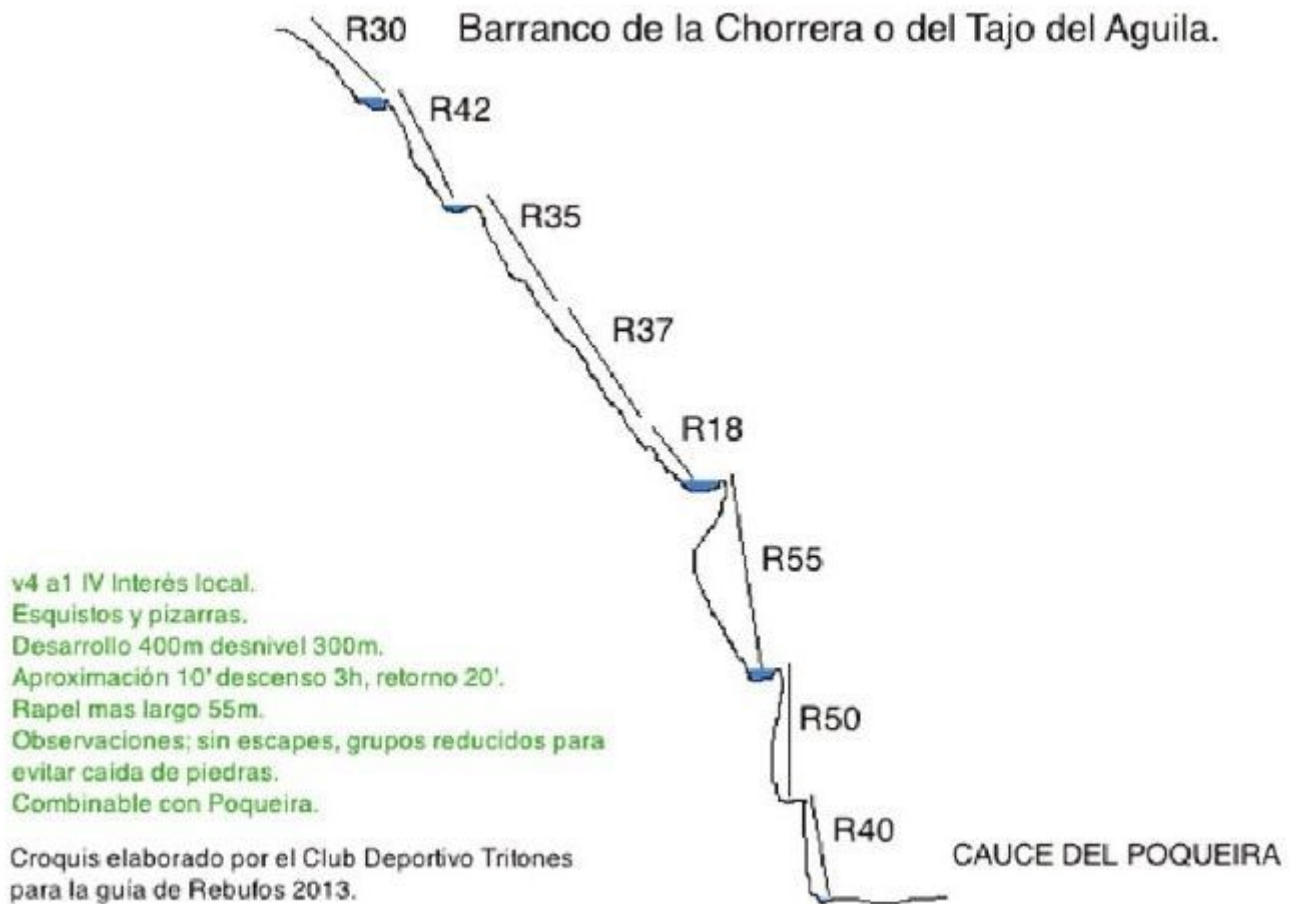 R30
Barranco de la Chorrera o del Tajo del Aguila.
R42
R35
R37
R18
R55
v4 a1 IV Interés local.
Esquistos y pizarras.
Desarrollo 400m desnivel 300m.
Aproximación 10' descenso 3h, retorno 20'.
Rapel mas largo 55m.
Observaciones; sin escapes, grupos reducidos para
evitar caida de piedras.
Combinable con Poqueira.
R50
R40
CAUCE DEL POQUEIRA
Croquis elaborado por el Club Deportivo Tritones
para la guia de Rebufos 2013.